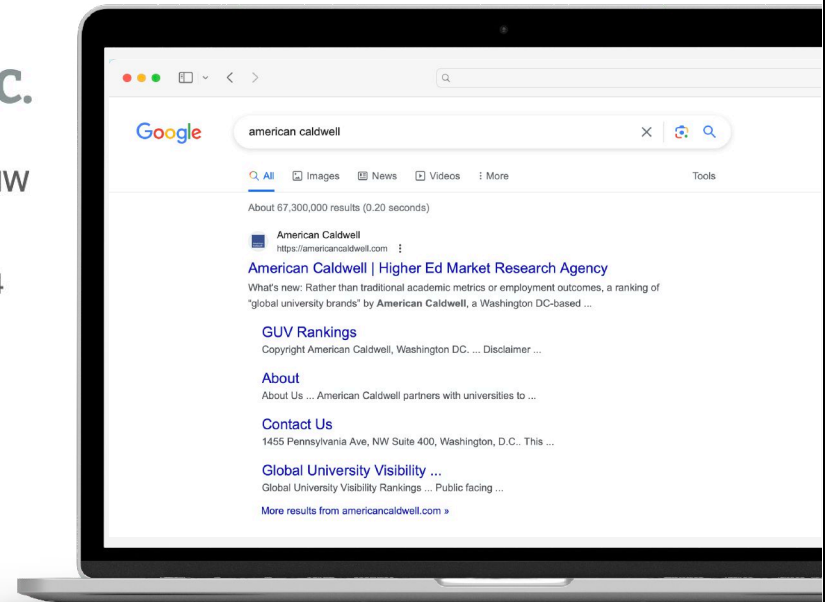 C.
NW
4
Google
american caldwell
All Images News Videos More Tools
About 67,300,000 results (0.20 seconds)
American Caldwell
https://americancaldwell.com
American Caldwell | Higher Ed Market Research Agency
What's new: Rather than traditional academic metrics or employment outcomes, a ranking of
"global university brands" by American Caldwell, a Washington DC-based ...
GUV Rankings
Copyright American Caldwell, Washington DC. ... Disclaimer ...
About
About Us ... American Caldwell partners with universities to ...
Contact Us
1455 Pennsylvania Ave, NW Suite 400, Washington, D.C.. This ...
Global University Visibility ...
Global University Visibility Rankings ... Public facing ...
More results from americancaldwell.com »